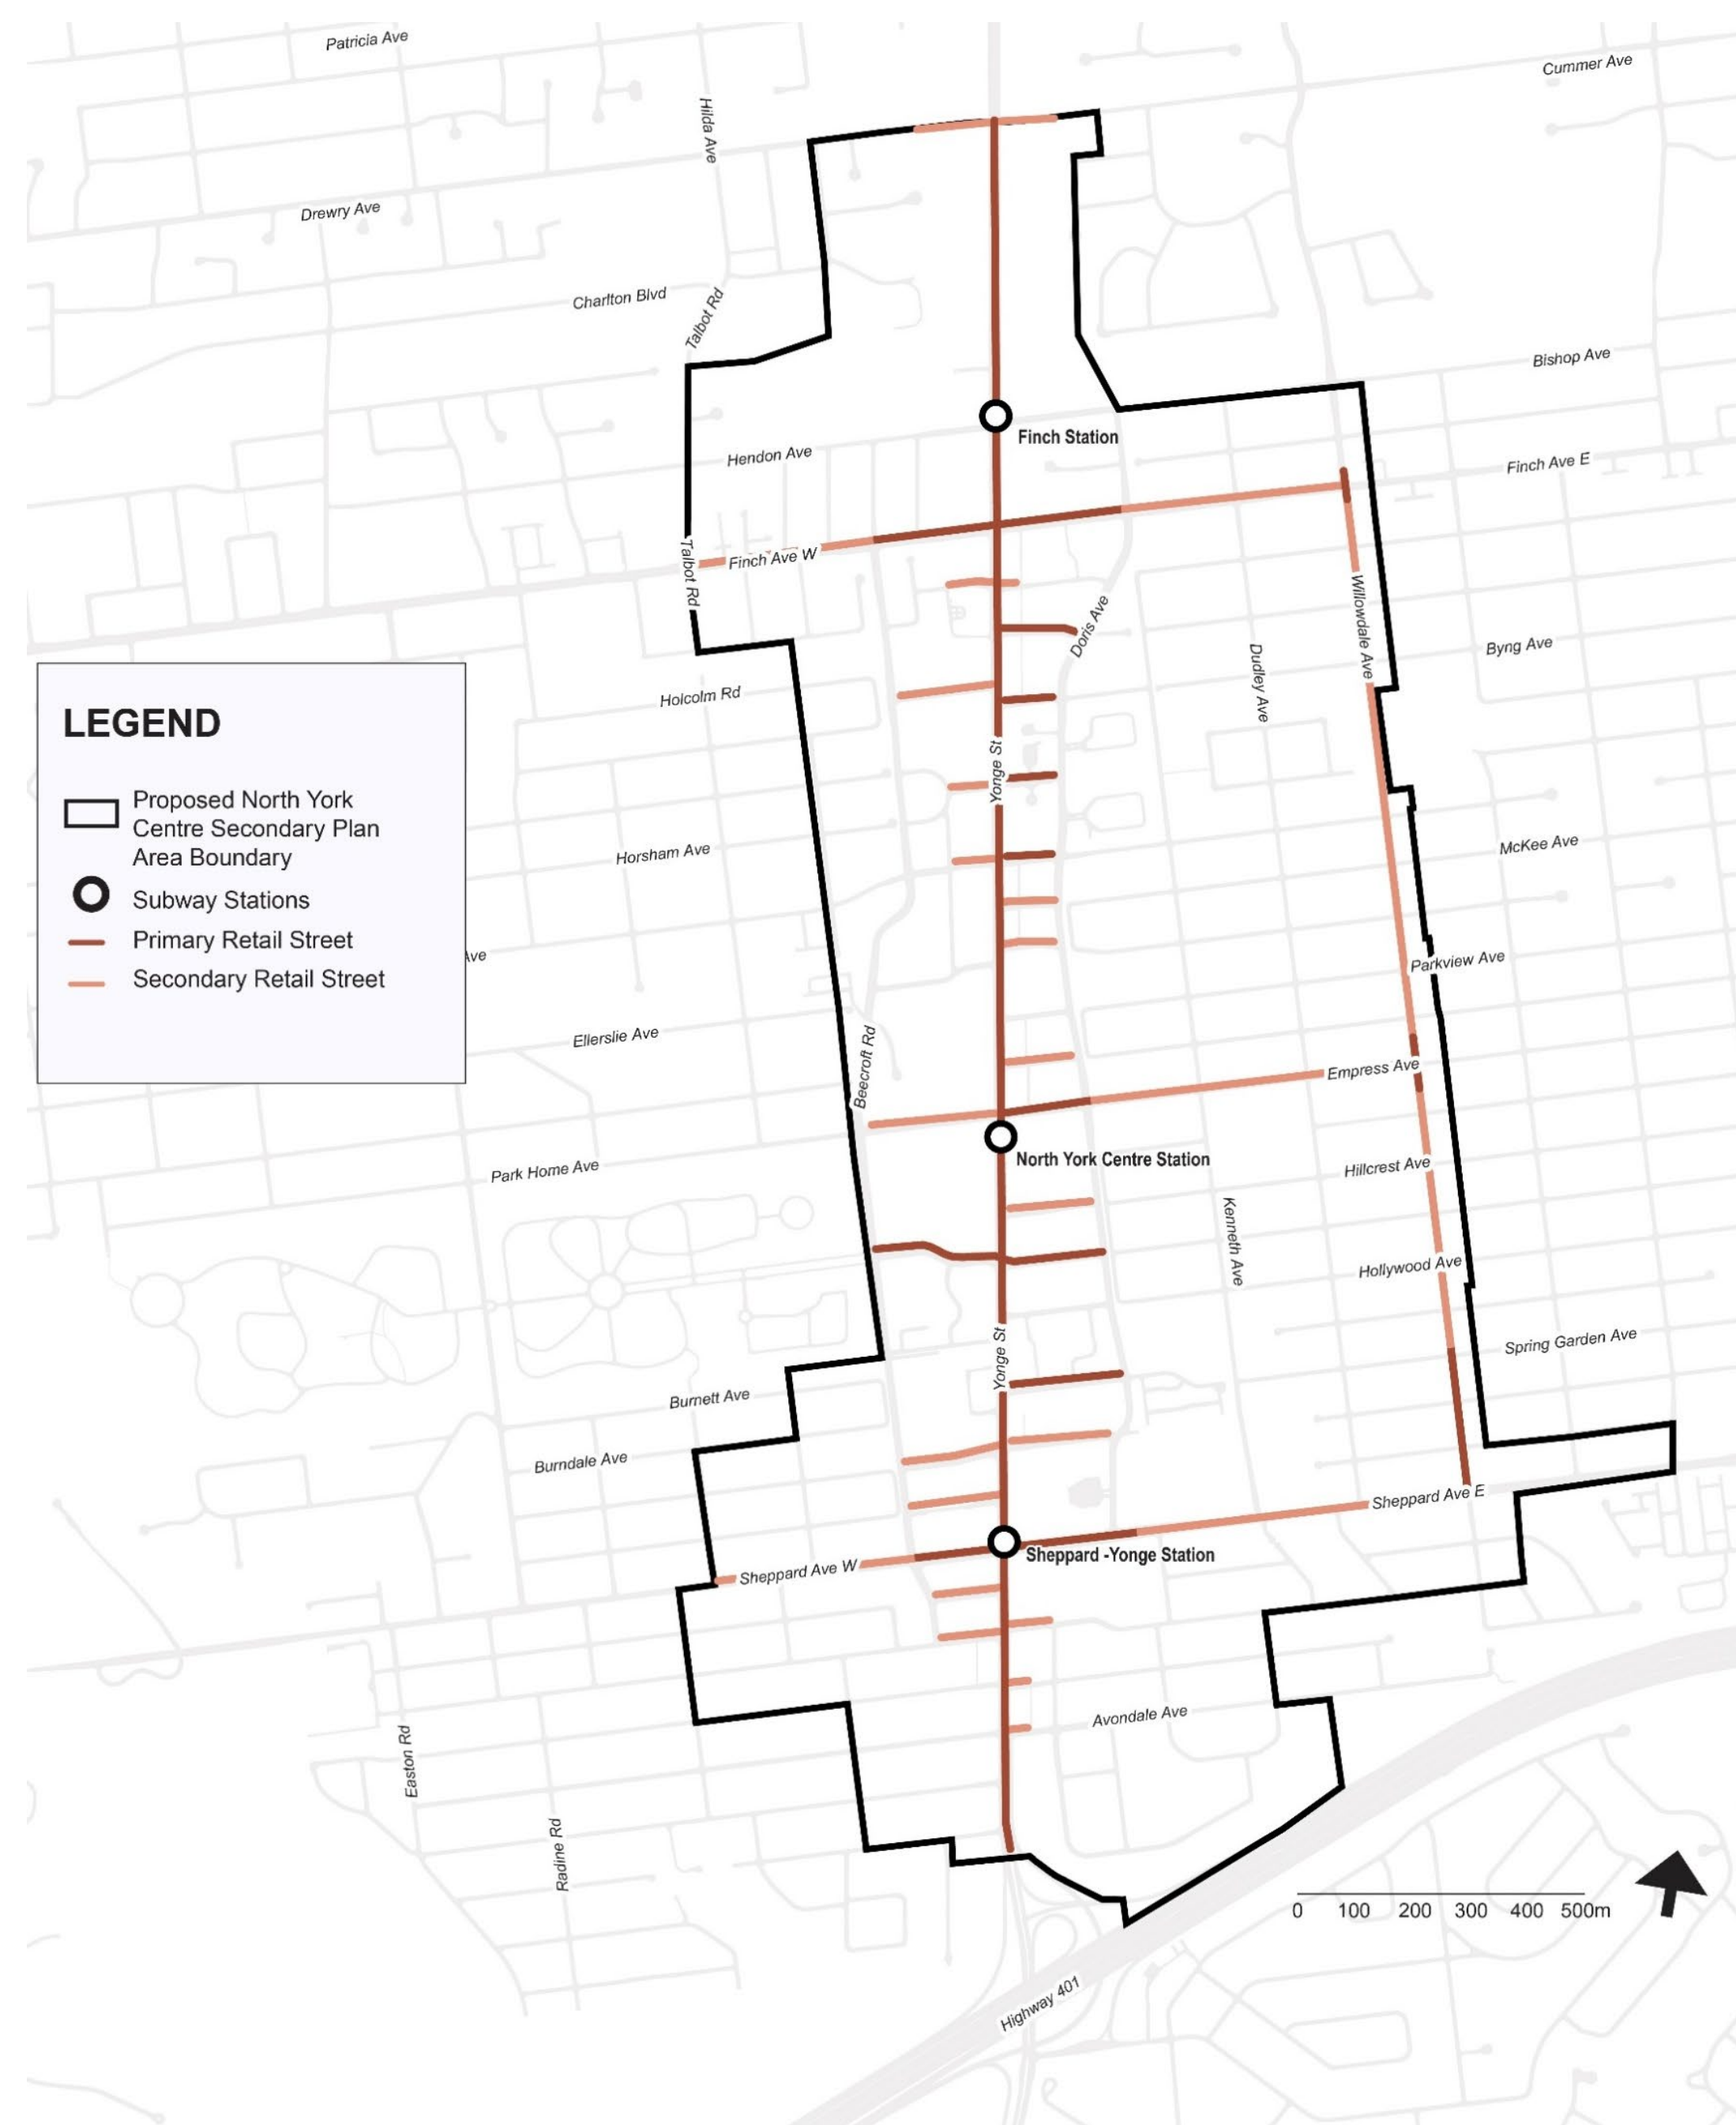 Patricia Ave
Cummer Ave
Hilda Ave
Drewry Ave
Charlton Blvd
Talbot Rd
Bishop Ave
Finch Station
Hendon Ave
Finch Ave E
Finch Ave W
Talbot Rd
Willowdale Ave
Doris Ave
Byng Ave
Dudley Ave
Holcolm Rd
LEGEND
Proposed North York
Centre Secondary Plan
Area Boundary
Subway Stations
Primary Retail Street
Secondary Retail Street
Yonge St
Horsham Ave
McKee Ave
Ave
Parkview Ave
Ellerslie Ave
Beecroft Rd
Empress Ave
North York Centre Station
Park Home Ave
Hillcrest Ave
Kenneth Ave
Hollywood Ave
Yonge St
Spring Garden Ave
Burnett Ave
Burndale Ave
Sheppard Ave E
Sheppard -Yonge Station
Sheppard Ave W
Avondale Ave
Easton Rd
Radine Rd
0 100 200 300 400 500m
Highway 401